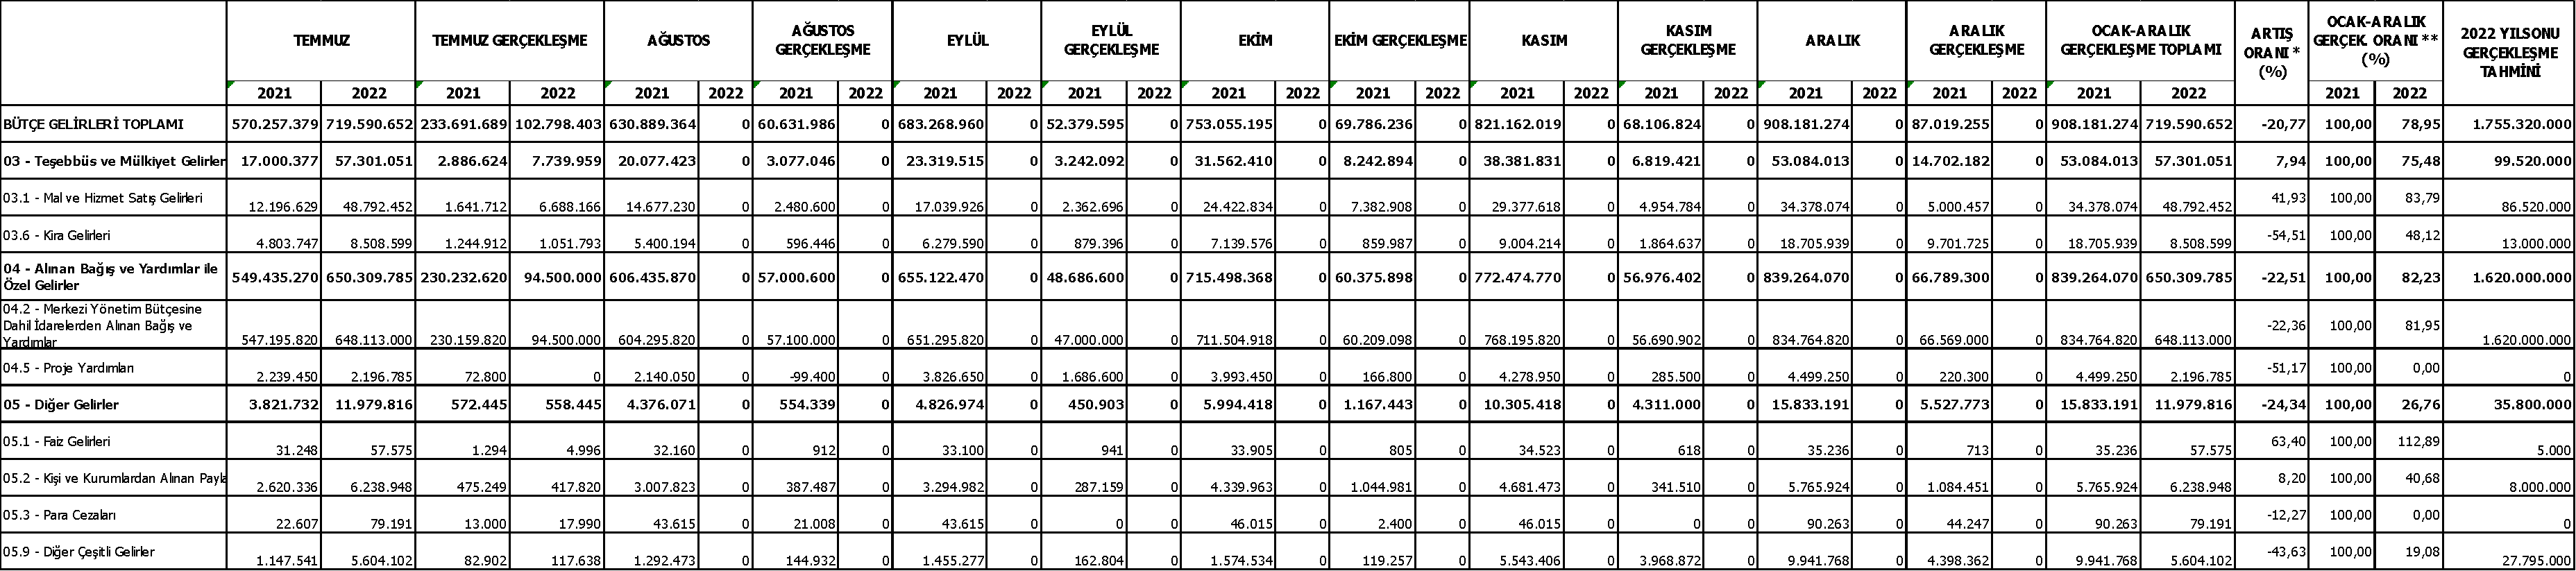 TEMMUZ TEMMUZ GERÇEKLEŞME AĞUSTOS AĞUSTOS GERÇEKLEŞME EYLÜL EYLÜL GERÇEKLEŞME EKİM EKİM GERÇEKLEŞME KASIM KASIM GERÇEKLEŞME ARALIK ARALIK GERÇEKLEŞME OCAK-ARALIK GERÇEKLEŞME TOPLAMI ARTIŞ ORANI * (%) OCAK-ARALIK GERÇEK. ORANI ** (%) 2022 YILSONU GERÇEKLEŞME TAHMİNİ
2021 2022 2021 2022 2021 2022 2021 2022 2021 2022 2021 2022 2021 2022 2021 2022 2021 2022 2021 2022 2021 2022 2021 2022 2021 2022 2021 2022
BÜTÇE GELİRLERİ TOPLAMI 570.257.379 719.590.652 233.691.689 102.798.403 630.889.364 0 60.631.986 0 683.268.960 0 52.379.595 0 753.055.195 0 69.786.236 0 821.162.019 0 68.106.824 0 908.181.274 0 87.019.255 0 908.181.274 719.590.652 -20,77 100,00 78,95 1.755.320.000
03 - Teşebbüs ve Mülkiyet Gelirler 17.000.377 57.301.051 2.886.624 7.739.959 20.077.423 0 3.077.046 0 23.319.515 0 3.242.092 0 31.562.410 0 8.242.894 0 38.381.831 0 6.819.421 0 53.084.013 0 14.702.182 0 53.084.013 57.301.051 7,94 100,00 75,48 99.520.000
03.1 - Mal ve Hizmet Satış Gelirleri 12.196.629 48.792.452 1.641.712 6.688.166 14.677.230 0 2.480.600 0 17.039.926 0 2.362.696 0 24.422.834 0 7.382.908 0 29.377.618 0 4.954.784 0 34.378.074 0 5.000.457 0 34.378.074 48.792.452 41,93 100,00 83,79 86.520.000
03.6 - Kira Gelirleri 4.803.747 8.508.599 1.244.912 1.051.793 5.400.194 0 596.446 0 6.279.590 0 879.396 0 7.139.576 0 859.987 0 9.004.214 0 1.864.637 0 18.705.939 0 9.701.725 0 18.705.939 8.508.599 -54,51 100,00 48,12 13.000.000
04 - Alınan Bağış ve Yardımlar ile
Özel Gelirler 549.435.270 650.309.785 230.232.620 94.500.000 606.435.870 0 57.000.600 0 655.122.470 0 48.686.600 0 715.498.368 0 60.375.898 0 772.474.770 0 56.976.402 0 839.264.070 0 66.789.300 0 839.264.070 650.309.785 -22,51 100,00 82,23 1.620.000.000
04.2 - Merkezi Yönetim Bütçesine
Dahil İdarelerden Alınan Bağış ve
Yardımlar 547.195.820 648.113.000 230.159.820 94.500.000 604.295.820 0 57.100.000 0 651.295.820 0 47.000.000 0 711.504.918 0 60.209.098 0 768.195.820 0 56.690.902 0 834.764.820 0 66.569.000 0 834.764.820 648.113.000 -22,36 100,00 81,95 1.620.000.000
04.5 - Proje Yardımları 2.239.450 2.196.785 72.800 0 2.140.050 0 -99.400 0 3.826.650 0 1.686.600 0 3.993.450 0 166.800 0 4.278.950 0 285.500 0 4.499.250 0 220.300 0 4.499.250 2.196.785 -51,17 100,00 0,00 0
05 - Diğer Gelirler 3.821.732 11.979.816 572.445 558.445 4.376.071 0 554.339 0 4.826.974 0 450.903 0 5.994.418 0 1.167.443 0 10.305.418 0 4.311.000 0 15.833.191 0 5.527.773 0 15.833.191 11.979.816 -24,34 100,00 26,76 35.800.000
05.1 - Faiz Gelirleri 31.248 57.575 1.294 4.996 32.160 0 912 0 33.100 0 941 0 33.905 0 805 0 34.523 0 618 0 35.236 0 713 0 35.236 57.575 63,40 100,00 112,89 5.000
05.2 - Kişi ve Kurumlardan Alınan Payla 2.620.336 6.238.948 475.249 417.820 3.007.823 0 387.487 0 3.294.982 0 287.159 0 4.339.963 0 1.044.981 0 4.681.473 0 341.510 0 5.765.924 0 1.084.451 0 5.765.924 6.238.948 8,20 100,00 40,68 8.000.000
05.3 - Para Cezaları 22.607 79.191 13.000 17.990 43.615 0 21.008 0 43.615 0 0 0 46.015 0 2.400 0 46.015 0 0 0 90.263 0 44.247 0 90.263 79.191 -12,27 100,00 0,00 0
05.9 - Diğer Çeşitli Gelirler 1.147.541 5.604.102 82.902 117.638 1.292.473 0 144.932 0 1.455.277 0 162.804 0 1.574.534 0 119.257 0 5.543.406 0 3.968.872 0 9.941.768 0 4.398.362 0 9.941.768 5.604.102 -43,63 100,00 19,08 27.795.000